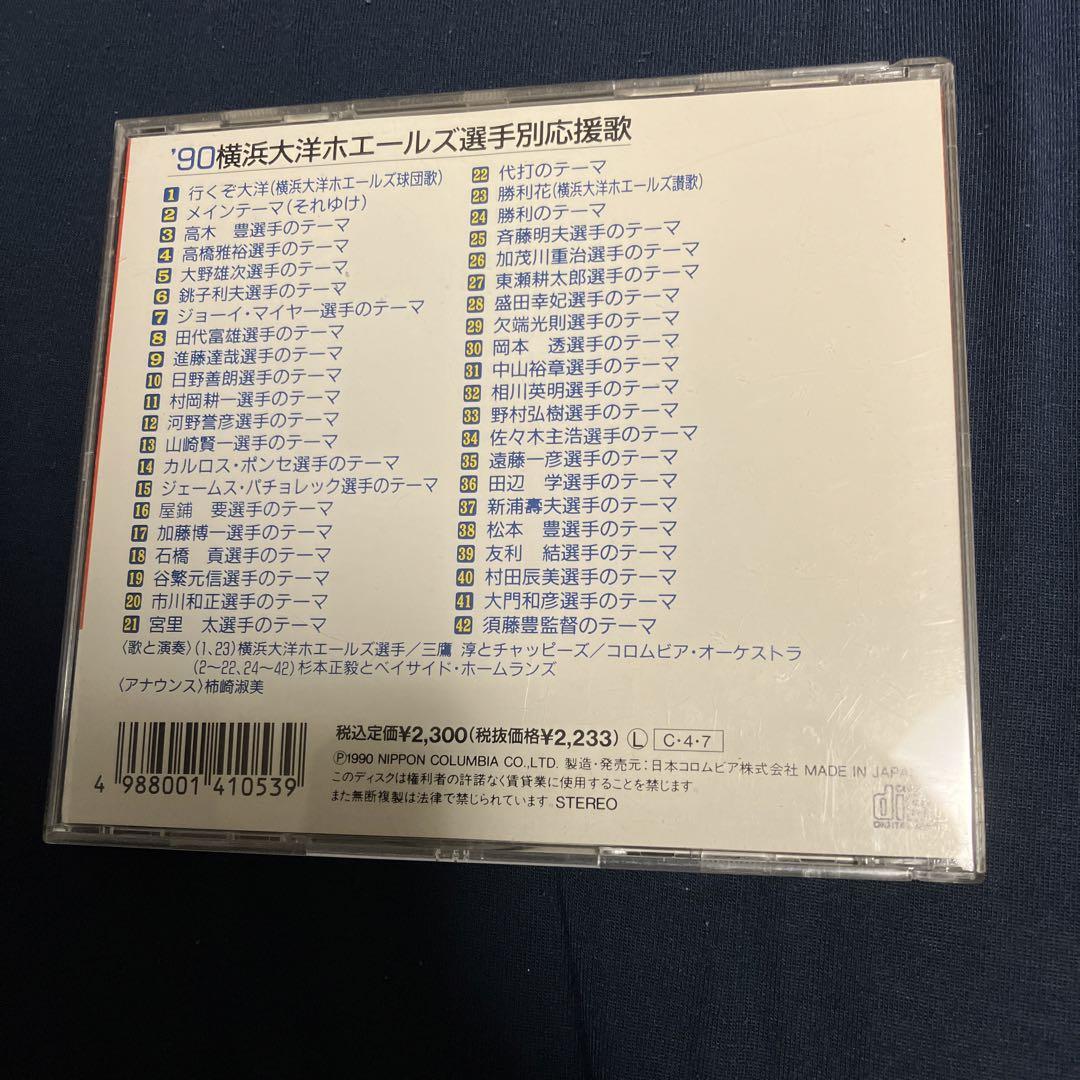 '90横浜大洋ホエールズ選手別応援歌
1 行くぞ大洋(横浜大洋ホエールズ球団歌)
2 メインテーマ(それゆけ)
3 高木 豊選手のテーマ
4 高橋雅裕選手のテーマ
5 大野雄次選手のテーマ
6 銚子利夫選手のテーマ
7 ジョーイ・マイヤー選手のテーマ
8 田代富雄選手のテーマ
9 進藤達哉選手のテーマ
10 日野善朗選手のテーマ
11 村岡耕一選手のテーマ
12 河野誉彦選手のテーマ
13 山崎賢一選手のテーマ
14 カルロス・ポンセ選手のテーマ
15 ジェームス・パチョレック選手のテーマ
16 屋鋪 要選手のテーマ
17 加藤博一選手のテーマ
18 石橋 貢選手のテーマ
19 谷繁元信選手のテーマ
20 市川和正選手のテーマ
21 宮里 太選手のテーマ
22 代打のテーマ
23 勝利花(横浜大洋ホエールズ讃歌)
24 勝利のテーマ
25 斉藤明夫選手のテーマ
26 加茂川重治選手のテーマ
27 東瀬耕太郎選手のテーマ
28 盛田幸妃選手のテーマ
29 欠端光則選手のテーマ
30 岡本 透選手のテーマ
31 中山裕章選手のテーマ
32 相川英明選手のテーマ
33 野村弘樹選手のテーマ
34 佐々木主浩選手のテーマ
35 遠藤一彦選手のテーマ
36 田辺 学選手のテーマ
37 新浦壽夫選手のテーマ
38 松本 豊選手のテーマ
39 友利 結選手のテーマ
40 村田辰美選手のテーマ
41 大門和彦選手のテーマ
42 須藤豊監督のテーマ
〈歌と演奏〉(1、23)横浜大洋ホエールズ選手／三鷹 淳とチャッピーズ／コロムビア・オーケストラ
(2〜22、24〜42)杉本正毅とベイサイド・ホームランズ
〈アナウンス〉柿崎淑美
税込定価¥2,300(税抜価格¥2,233) Ⓛ C・4・7
Ⓟ1990 NIPPON COLUMBIA CO.,LTD. 製造・発売元:日本コロムビア株式会社 MADE IN JAPAN
このディスクは権利者の許諾なく賃貸業に使用することを禁じます。
また無断複製は法律で禁じられています。STEREO
4 988001 410539